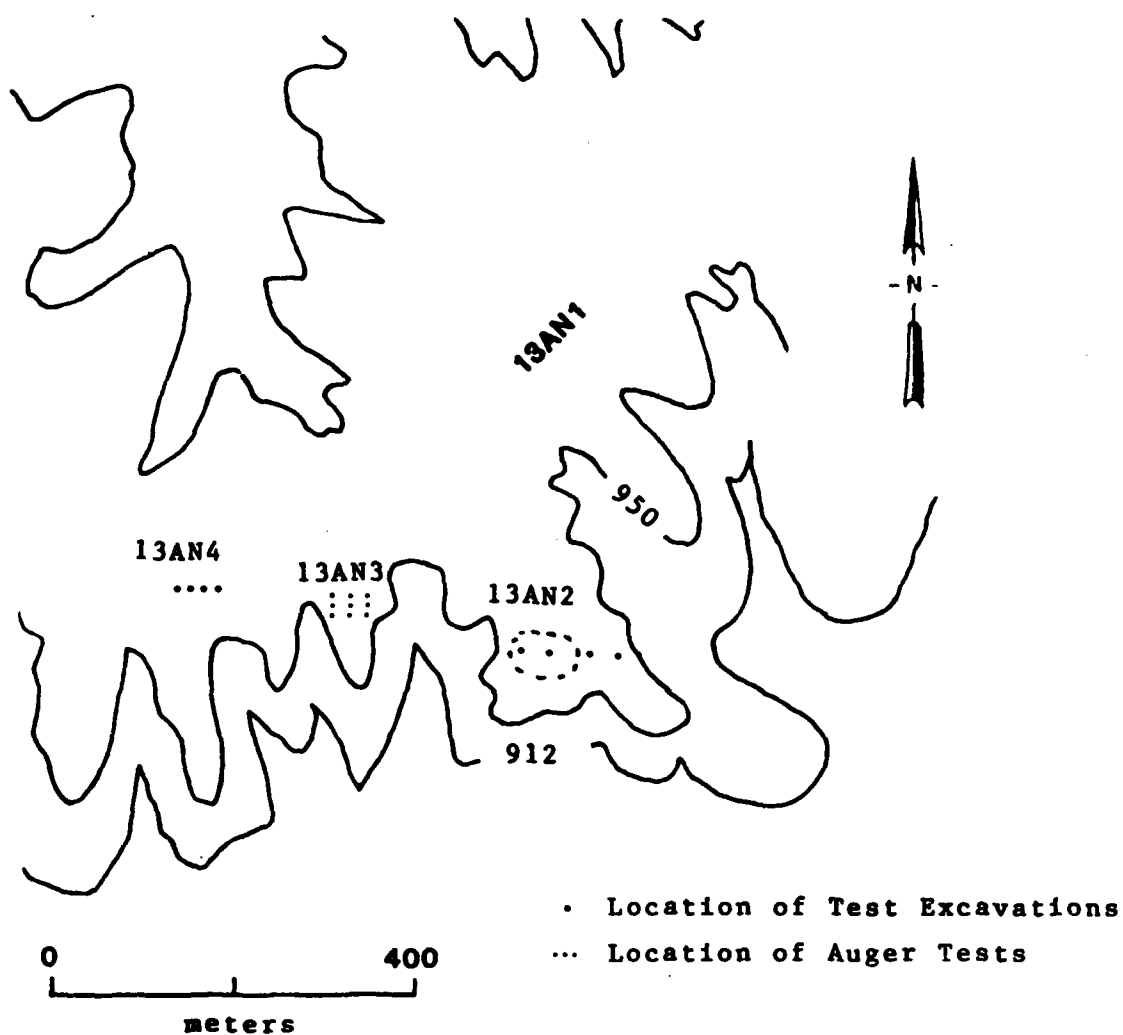 - N -
13AN1
950
13AN4
13AN3
13AN2
912
. Location of Test Excavations
... Location of Auger Tests
0 400
meters